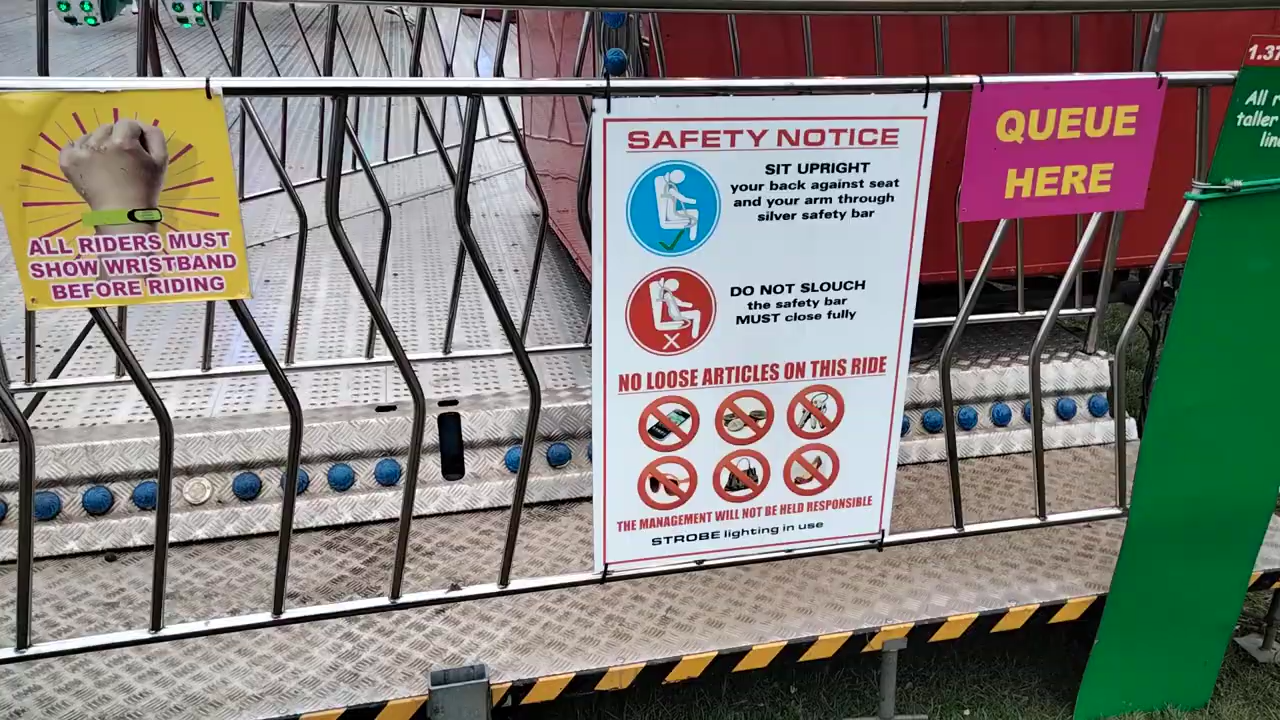 ALL RIDERS MUST
SHOW WRISTBAND
BEFORE RIDING
SAFETY NOTICE
SIT UPRIGHT
your back against seat
and your arm through
silver safety bar
DO NOT SLOUCH
the safety bar
MUST close fully
NO LOOSE ARTICLES ON THIS RIDE
THE MANAGEMENT WILL NOT BE HELD RESPONSIBLE
STROBE lighting in use
QUEUE
HERE
1.37
All
taller